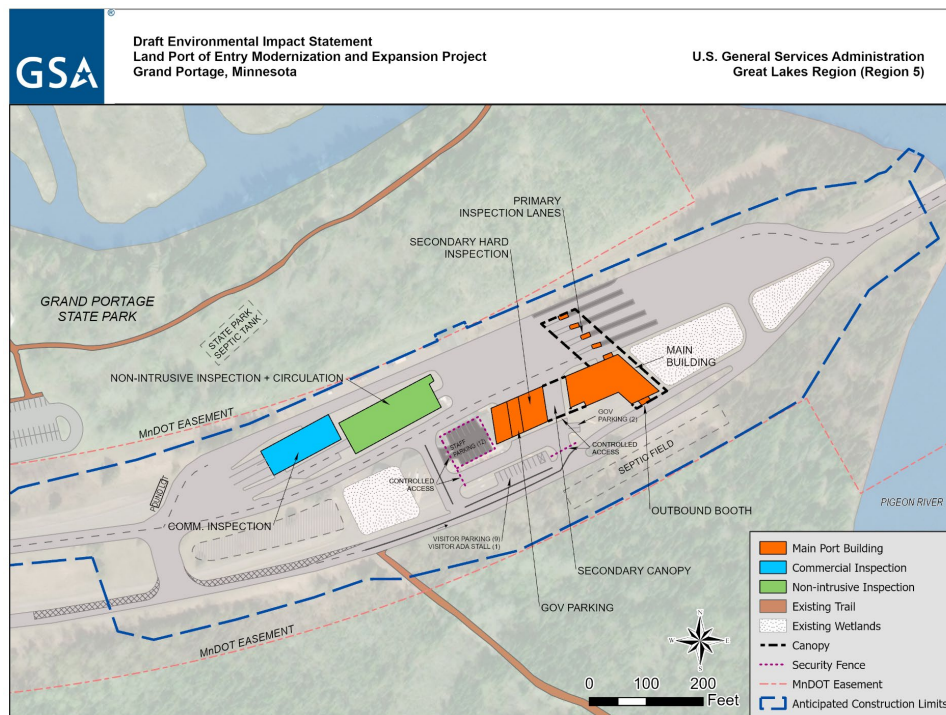 GSA
®
Draft Environmental Impact Statement
Land Port of Entry Modernization and Expansion Project
Grand Portage, Minnesota
U.S. General Services Administration
Great Lakes Region (Region 5)
PRIMARY
INSPECTION LANES
SECONDARY HARD
INSPECTION
GRAND PORTAGE
STATE PARK
STATE PARK
SEPTIC TANK
NON-INTRUSIVE INSPECTION + CIRCULATION
MAIN
BUILDING
MnDOT EASEMENT
GOV
PARKING (2)
STAFF
PARKING (12)
CONTROLLED
ACCESS
CONTROLLED
ACCESS
SEPTIC FIELD
POUND LOT
COMM. INSPECTION
OUTBOUND BOOTH
PIGEON RIVER
VISITOR PARKING (9)
VISITOR ADA STALL (1)
SECONDARY CANOPY
GOV PARKING
MnDOT EASEMENT
N
W
E
S
0 100 200
Feet
Main Port Building
Commercial Inspection
Non-intrusive Inspection
Existing Trail
Existing Wetlands
Canopy
Security Fence
MnDOT Easement
Anticipated Construction Limits